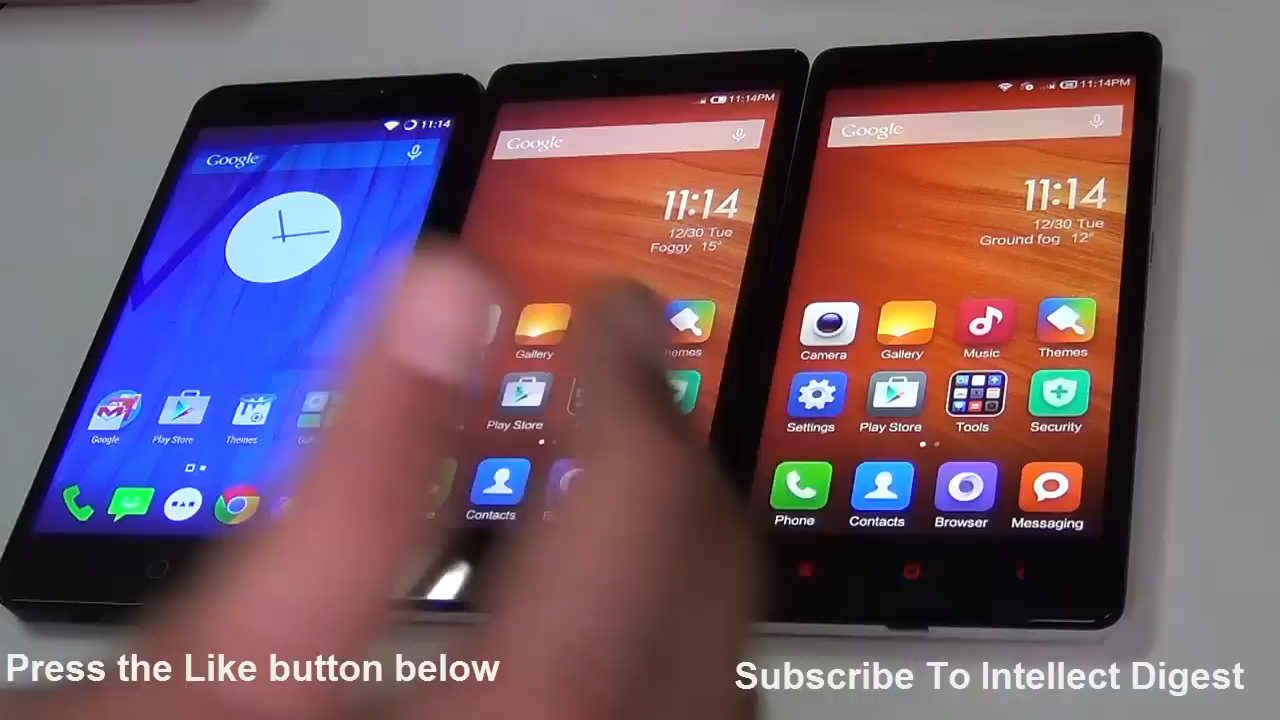 11:14
Google
Google
Play Store
Themes
11:14PM
Google
11:14
12/30 Tue
Foggy 15°
Gallery
Play Store
Contacts
11:14PM
Google
11:14
12/30 Tue
Ground fog 12°
Camera
Gallery
Music
Themes
Settings
Play Store
Tools
Security
Phone
Contacts
Browser
Messaging
Press the Like button below
Subscribe To Intellect Digest